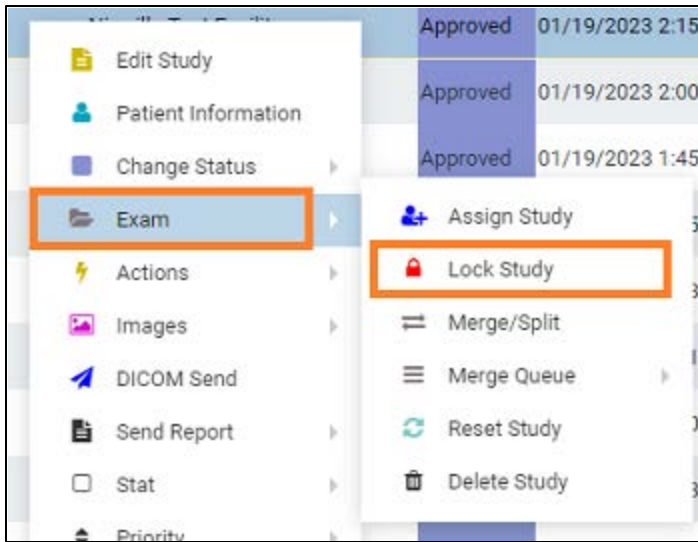 Approved 01/19/2023 2:15
Edit Study
Approved 01/19/2023 2:00
Patient Information
Change Status
Approved 01/19/2023 1:45
Exam
Actions
Images
DICOM Send
Send Report
Stat
Priority
Assign Study
Lock Study
Merge/Split
Merge Queue
Reset Study
Delete Study